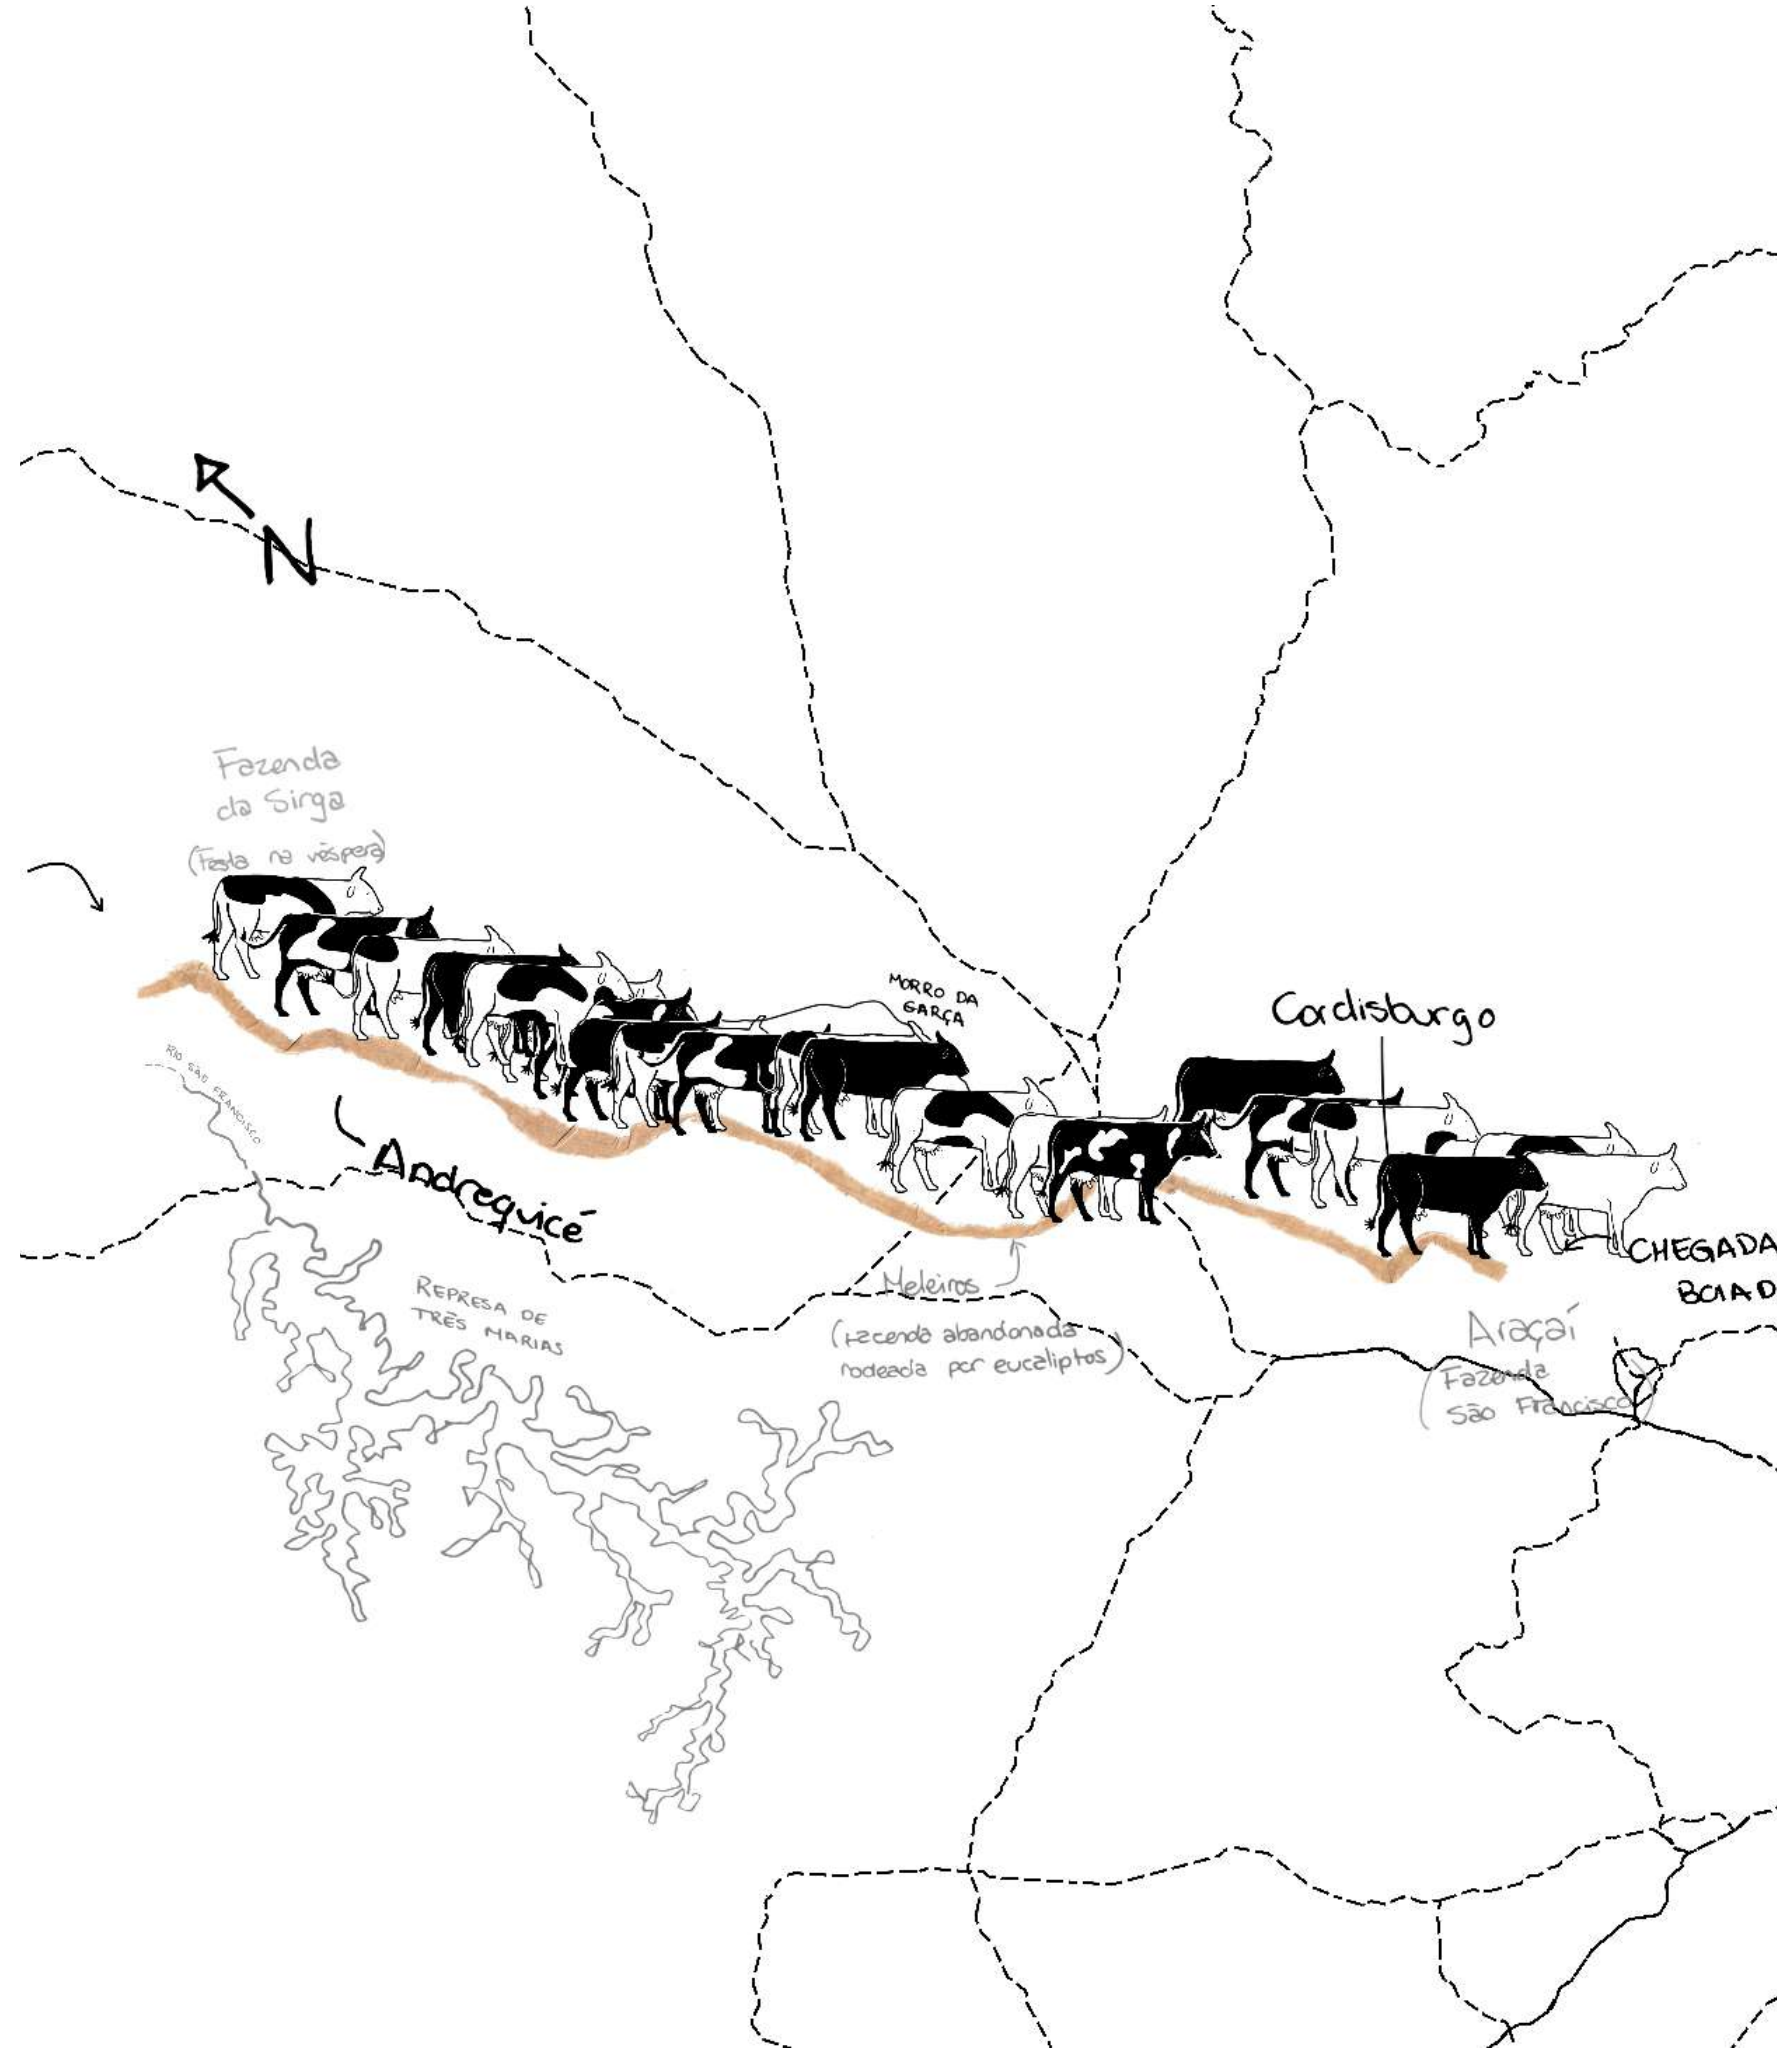 N
Fazenda
da Sirga
(Festa na véspera)
MORRO DA
GARÇA
Cordisburgo
RIO SÃO FRANCISCO
Andrequicé
CHEGADA
BOIAD
REPRESA DE
TRÊS MARIAS
Meleiros
(Fazenda abandonada
rodeada por eucaliptos)
Araçaí
(Fazenda
São Francisco)